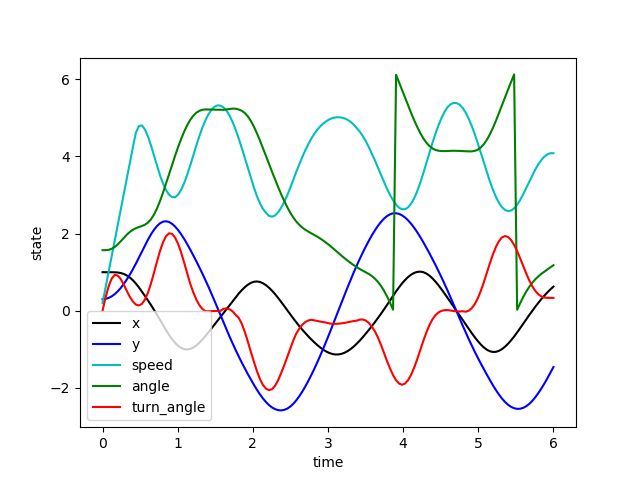 6
4
2
0
−2
state
x
y
speed
angle
turn_angle
0 1 2 3 4 5 6
time